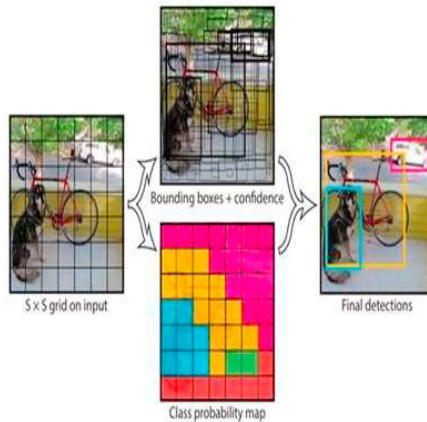 Bounding boxes + confidence
S × S grid on input
Final detections
Class probability map